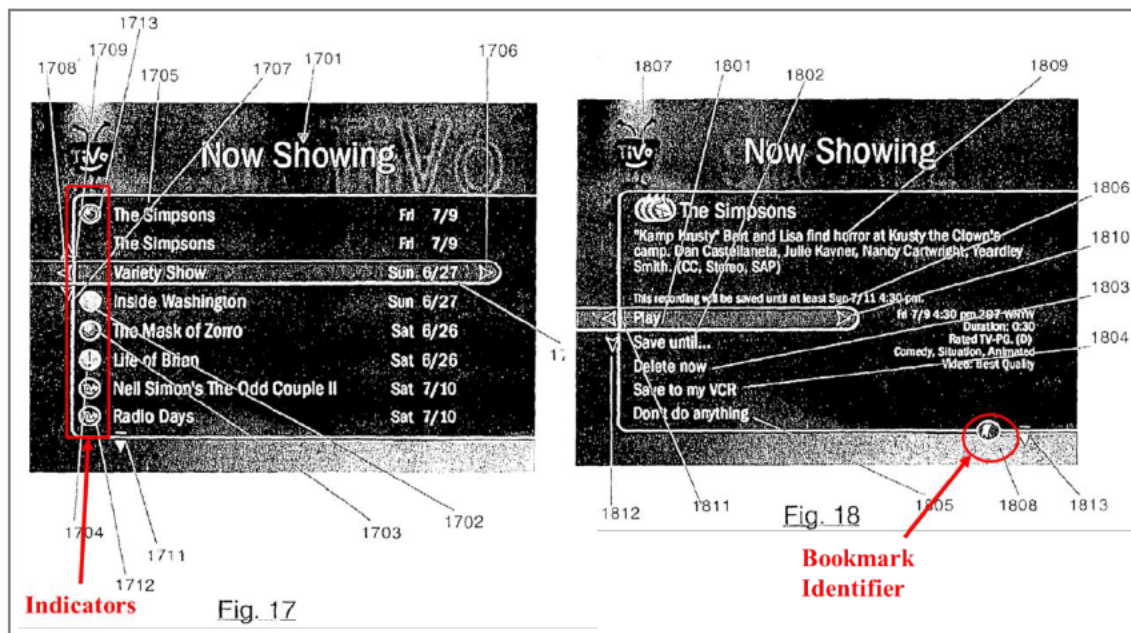 1713
1709
1701
1708
1705
1707
1706
TiVo
Now Showing
The Simpsons Fri 7/9
The Simpsons Fri 7/9
Variety Show Sun 6/27
Inside Washington Sun 6/27
The Mask of Zorro Sat 6/26
Life of Brian Sat 6/26
17
Neil Simon's The Odd Couple II Sat 7/10
Radio Days Sat 7/10
1704
1711
1703
1702
1712
Indicators
Fig. 17
1807
1801
1802
1809
TiVo
Now Showing
The Simpsons
"Kamp Krusty" Bart and Lisa find horror at Krusty the Clown's
camp. Dan Castellaneta, Julie Kavner, Nancy Cartwright, Yeardley
Smith. (CC, Stereo, SAP)
1806
1810
This recording will be saved until at least Sun 7/11 4:30 pm.
1803
Play
Fri 7/9 4:30 pm 287 WNYW
Save until...
Duration: 0:30
1804
Delete now
Rated TV-PG. (D)
Comedy, Situation, Animated
Save to my VCR
Video: Best Quality
Don't do anything
1812
1811
1805
1808
1813
Fig. 18
Bookmark
Identifier